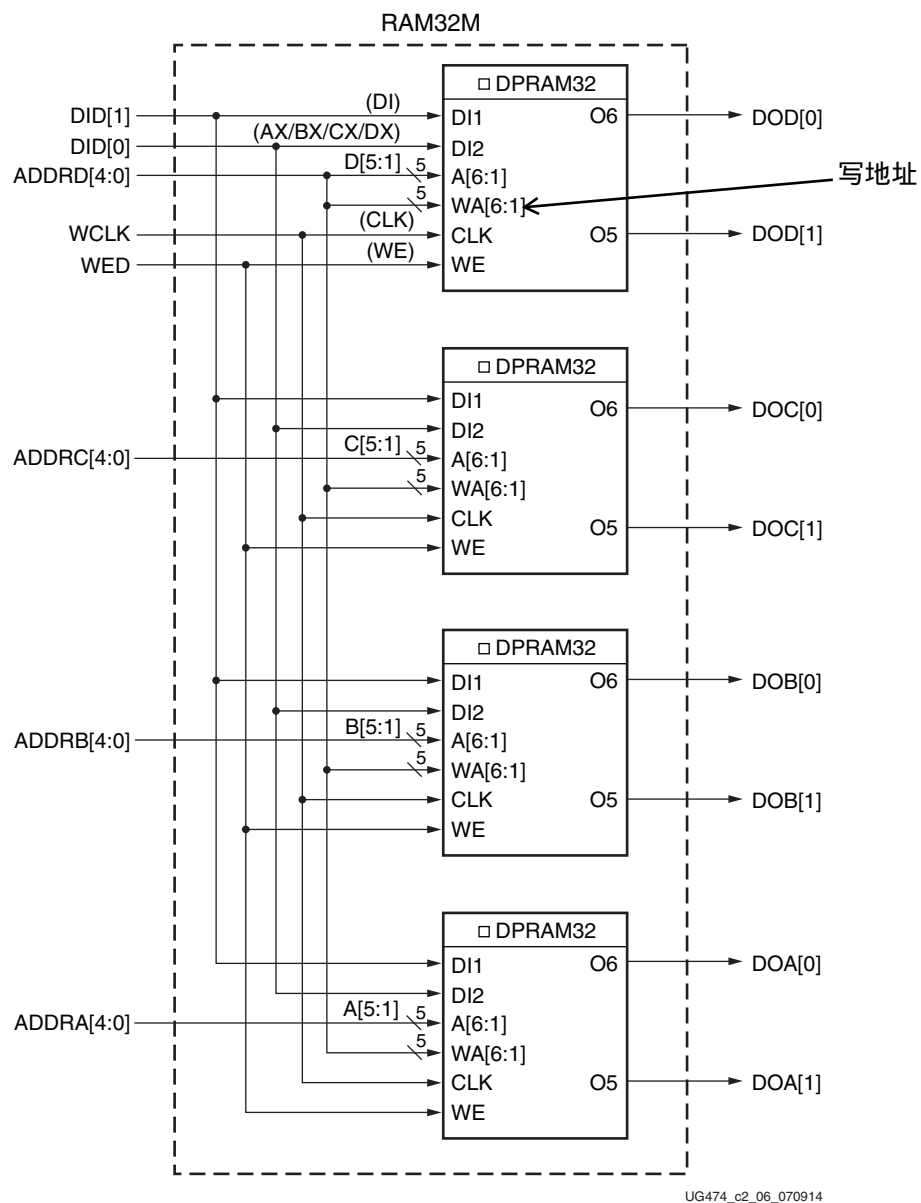 RAM32M
DPRAM32
DID[1] (DI) DI1 O6 DOD[0]
DID[0] (AX/BX/CX/DX) DI2
ADDRD[4:0] D[5:1] 5 A[6:1]
5 WA[6:1] 写地址
WCLK (CLK) CLK O5 DOD[1]
WED (WE) WE
DPRAM32
DI1 O6 DOC[0]
DI2
ADDRC[4:0] C[5:1] 5 A[6:1]
5 WA[6:1]
CLK O5 DOC[1]
WE
DPRAM32
DI1 O6 DOB[0]
DI2
ADDRB[4:0] B[5:1] 5 A[6:1]
5 WA[6:1]
CLK O5 DOB[1]
WE
DPRAM32
DI1 O6 DOA[0]
DI2
ADDRA[4:0] A[5:1] 5 A[6:1]
5 WA[6:1]
CLK O5 DOA[1]
WE
UG474_c2_06_070914